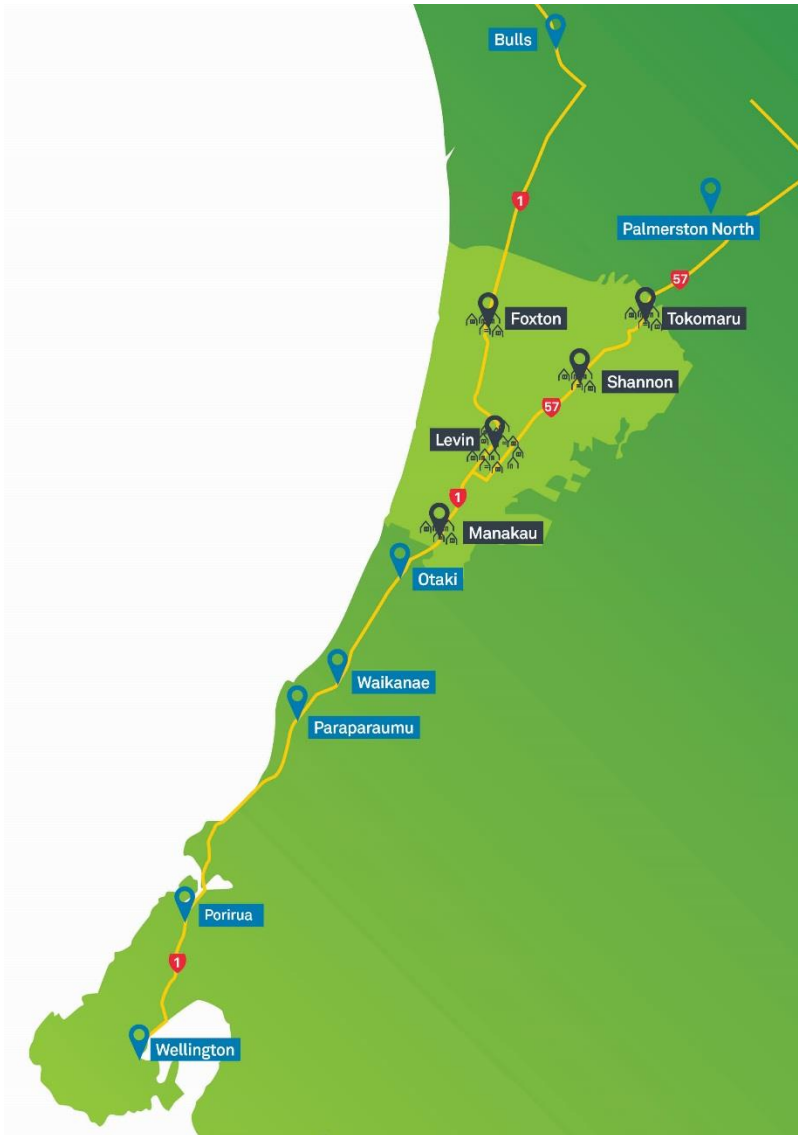 Bulls
1
Palmerston North
57
Foxton
Tokomaru
Shannon
57
Levin
1
Manakau
Otaki
Waikanae
Paraparaumu
Porirua
1
Wellington